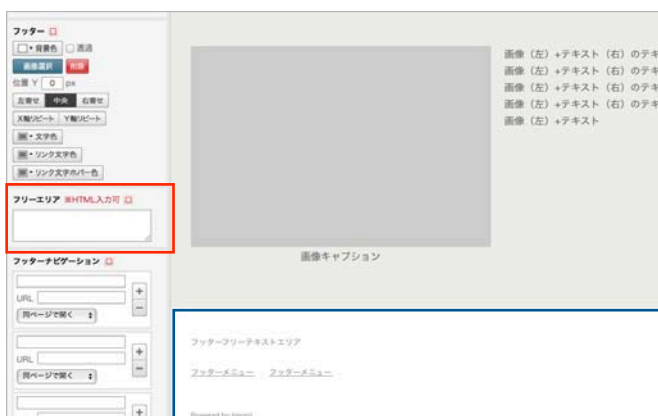 フッター
背景色 透過
画像選択 削除
位置 Y 0 px
左寄せ 中央 右寄せ
X軸リピート Y軸リピート
文字色
リンク文字色
リンク文字ホバー色
フリーエリア ※HTML入力可
フッターナビゲーション
+
URL
−
同ページで開く
+
URL
−
同ページで開く
+
画像（左）+テキスト（右）のテキ
画像（左）+テキスト（右）のテキ
画像（左）+テキスト（右）のテキ
画像（左）+テキスト（右）のテキ
画像（左）+テキスト
画像キャプション
フッターフリーテキストエリア
フッターメニュー フッターメニュー
Powered by